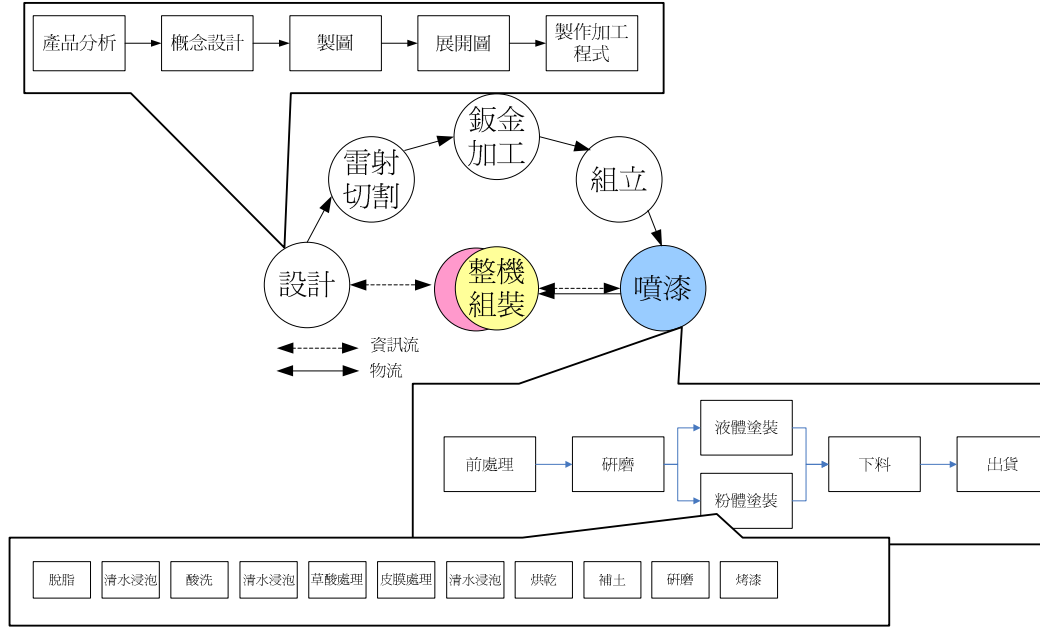 產品分析
概念設計
製圖
展開圖
製作加工
程式
鈑金
加工
雷射
切割
組立
設計
整機
組裝
噴漆
資訊流
物流
前處理
研磨
液體塗裝
粉體塗裝
下料
出貨
脫脂
清水浸泡
酸洗
清水浸泡
草酸處理
皮膜處理
清水浸泡
烘乾
補土
研磨
烤漆